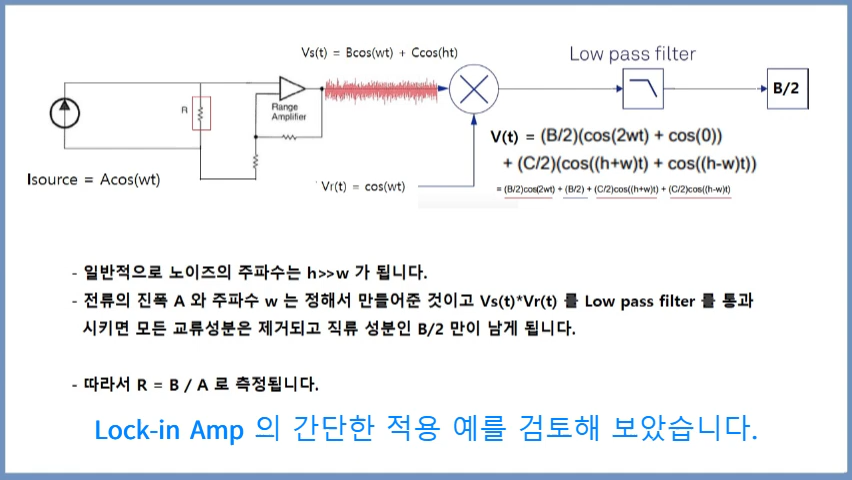 Vs(t) = Bcos(wt) + Ccos(ht)
Low pass filter
R
Range
Amplifier
B/2
V(t) = (B/2)(cos(2wt) + cos(0))
+ (C/2)(cos((h+w)t) + cos((h-w)t))
Isource = Acos(wt)
Vr(t) = cos(wt)
= (B/2)cos(2wt) + (B/2) + (C/2)cos((h+w)t) + (C/2)cos((h-w)t)
- 일반적으로 노이즈의 주파수는 h>>w 가 됩니다.
- 전류의 진폭 A 와 주파수 w 는 정해서 만들어준 것이고 Vs(t)*Vr(t) 를 Low pass filter 를 통과
시키면 모든 교류성분은 제거되고 직류 성분인 B/2 만이 남게 됩니다.
- 따라서 R = B / A 로 측정됩니다.
Lock-in Amp 의 간단한 적용 예를 검토해 보았습니다.